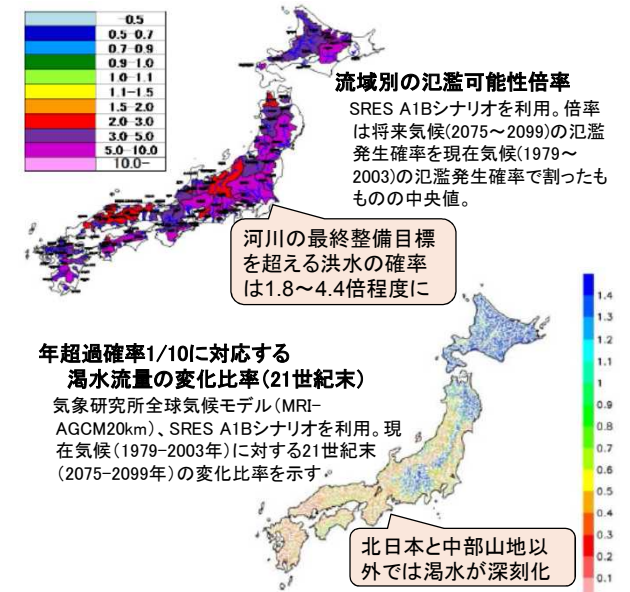 -0.5
0.5-0.7
0.7-0.9
0.9-1.0
1.0-1.1
1.1-1.5
1.5-2.0
2.0-3.0
3.0-5.0
5.0-10.0
10.0-
流域別の氾濫可能性倍率
SRES A1Bシナリオを利用。倍率
は将来気候(2075～2099)の氾濫
発生確率を現在気候(1979～
2003)の氾濫発生確率で割ったも
ものの中央値。
河川の最終整備目標
を超える洪水の確率
は1.8～4.4倍程度に
年超過確率1/10に対応する
渇水流量の変化比率(21世紀末)
気象研究所全球気候モデル(MRI-
AGCM20km)、SRES A1Bシナリオを利用。現
在気候(1979-2003年)に対する21世紀末
(2075-2099年)の変化比率を示す
1.4
1.3
1.2
1.1
1
0.9
0.8
0.7
0.6
0.5
0.4
0.3
0.2
0.1
北日本と中部山地以
外では渇水が深刻化